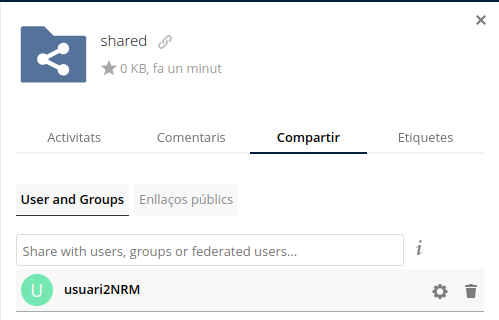 shared
0 KB, fa un minut
Activitats Comentaris Compartir Etiquetes
User and Groups Enllaços públics
Share with users, groups or federated users...
i
U usuari2NRM